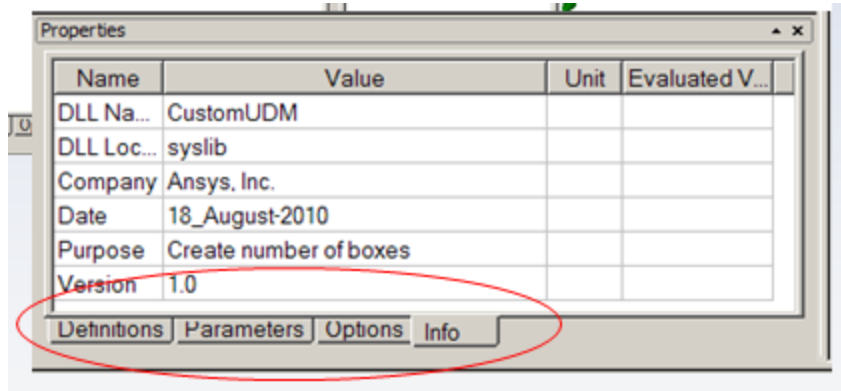 Properties
Name Value Unit Evaluated V...
DLL Na... CustomUDM
DLL Loc... syslib
Company Ansys, Inc.
Date 18_August-2010
Purpose Create number of boxes
Version 1.0
Definitions Parameters Options Info